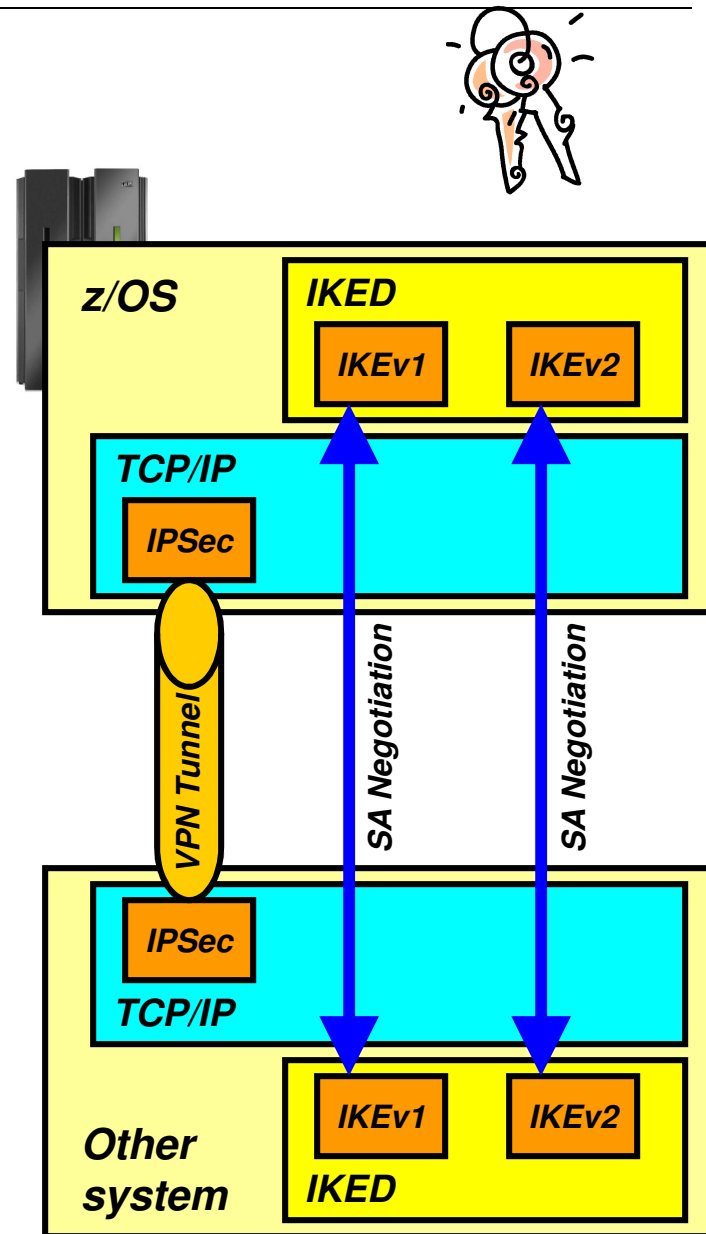 z/OS
IKED
IKEv1
IKEv2
TCP/IP
IPSec
VPN Tunnel
SA Negotiation
SA Negotiation
IPSec
TCP/IP
IKEv1
IKEv2
Other
system
IKED